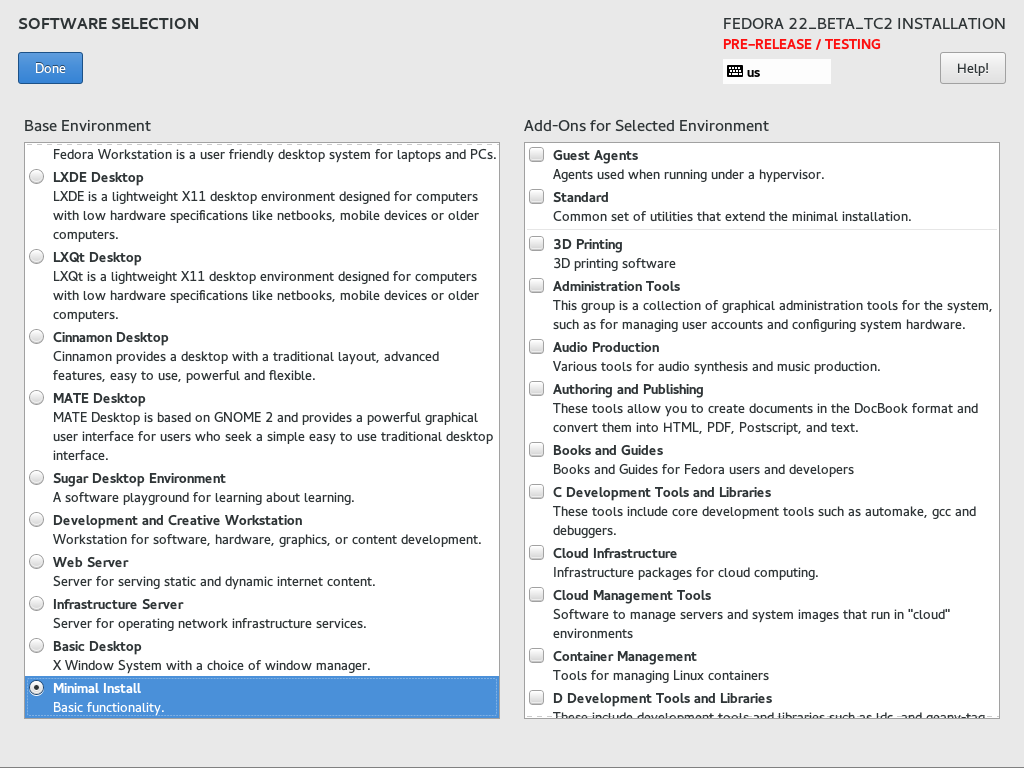 SOFTWARE SELECTION
FEDORA 22_BETA_TC2 INSTALLATION
PRE-RELEASE / TESTING
Done
us
Help!
Base Environment
Fedora Workstation is a user friendly desktop system for laptops and PCs.
LXDE Desktop
LXDE is a lightweight X11 desktop environment designed for computers
with low hardware specifications like netbooks, mobile devices or older
computers.
LXQt Desktop
LXQt is a lightweight X11 desktop environment designed for computers
with low hardware specifications like netbooks, mobile devices or older
computers.
Cinnamon Desktop
Cinnamon provides a desktop with a traditional layout, advanced
features, easy to use, powerful and flexible.
MATE Desktop
MATE Desktop is based on GNOME 2 and provides a powerful graphical
user interface for users who seek a simple easy to use traditional desktop
interface.
Sugar Desktop Environment
A software playground for learning about learning.
Development and Creative Workstation
Workstation for software, hardware, graphics, or content development.
Web Server
Server for serving static and dynamic internet content.
Infrastructure Server
Server for operating network infrastructure services.
Basic Desktop
X Window System with a choice of window manager.
Minimal Install
Basic functionality.
Add-Ons for Selected Environment
Guest Agents
Agents used when running under a hypervisor.
Standard
Common set of utilities that extend the minimal installation.
3D Printing
3D printing software
Administration Tools
This group is a collection of graphical administration tools for the system,
such as for managing user accounts and configuring system hardware.
Audio Production
Various tools for audio synthesis and music production.
Authoring and Publishing
These tools allow you to create documents in the DocBook format and
convert them into HTML, PDF, Postscript, and text.
Books and Guides
Books and Guides for Fedora users and developers
C Development Tools and Libraries
These tools include core development tools such as automake, gcc and
debuggers.
Cloud Infrastructure
Infrastructure packages for cloud computing.
Cloud Management Tools
Software to manage servers and system images that run in "cloud"
environments
Container Management
Tools for managing Linux containers
D Development Tools and Libraries
These include development tools and libraries such as ldc, and geany-tag